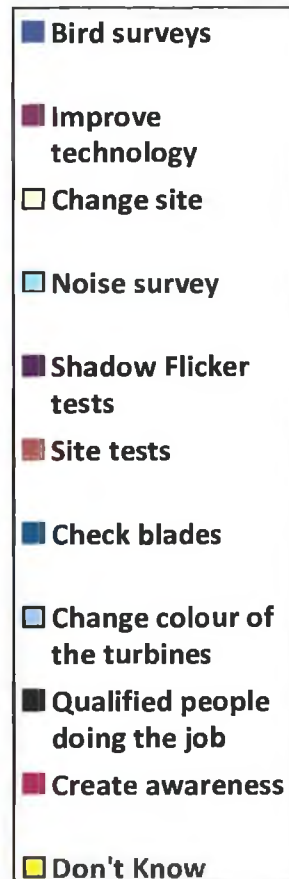 Bird surveys
Improve
technology
Change site
Noise survey
Shadow Flicker
tests
Site tests
Check blades
Change colour of
the turbines
Qualified people
doing the job
Create awareness
Don't Know